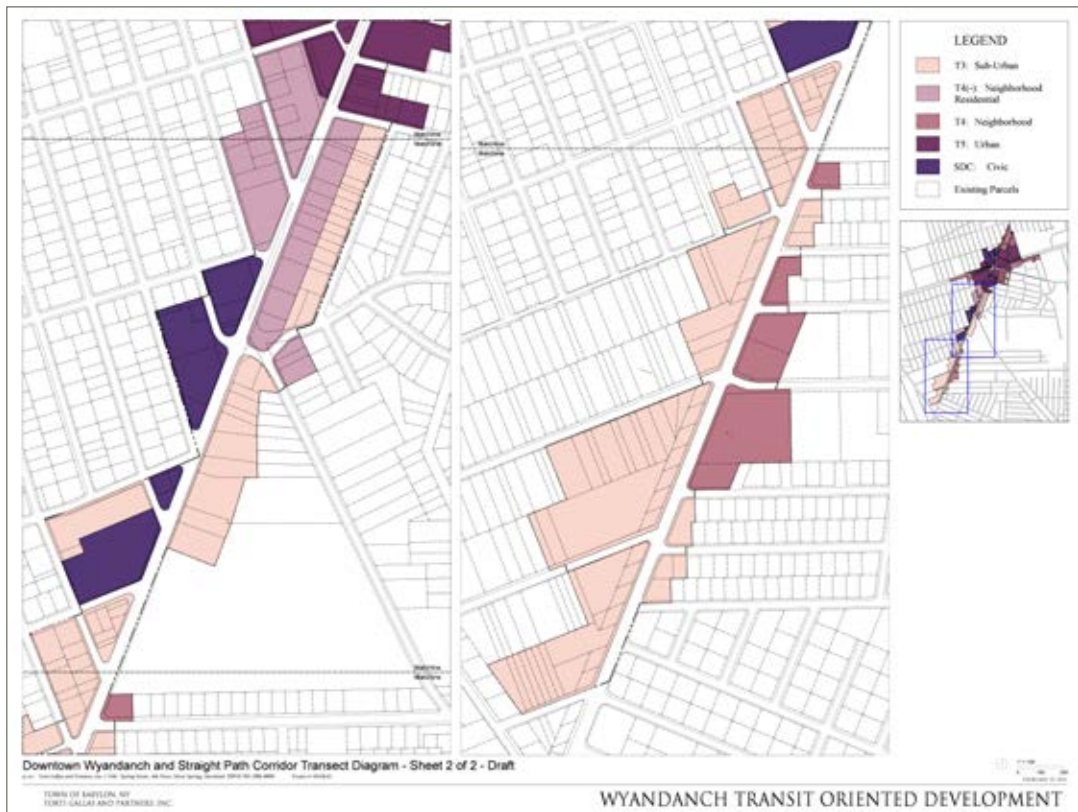 LEGEND
T3: Sub-Urban
T4(-): Neighborhood
Residential
T4: Neighborhood
T5: Urban
SDC: Civic
Existing Parcels
Matchline
Matchline
Matchline
Matchline
Matchline
Matchline
Downtown Wyandanch and Straight Path Corridor Transect Diagram - Sheet 2 of 2 - Draft
TOWN OF BABYLON, NY
TORTI GALLAS AND PARTNERS, INC.
WYANDANCH TRANSIT ORIENTED DEVELOPMENT